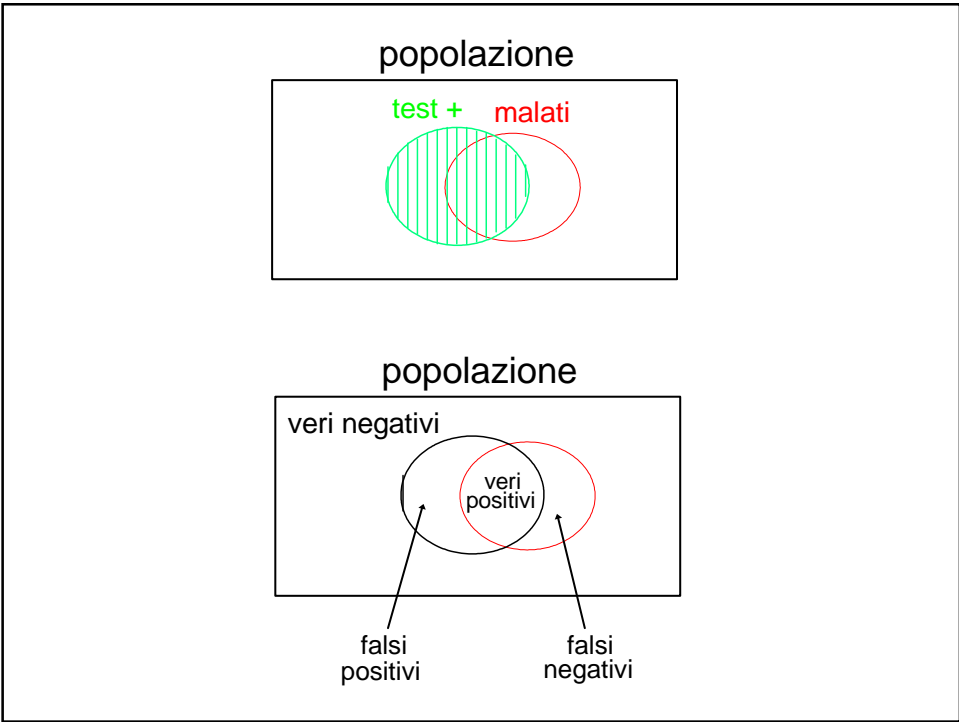 popolazione
test + malati
popolazione
veri negativi
veri
positivi
falsi
positivi
falsi
negativi